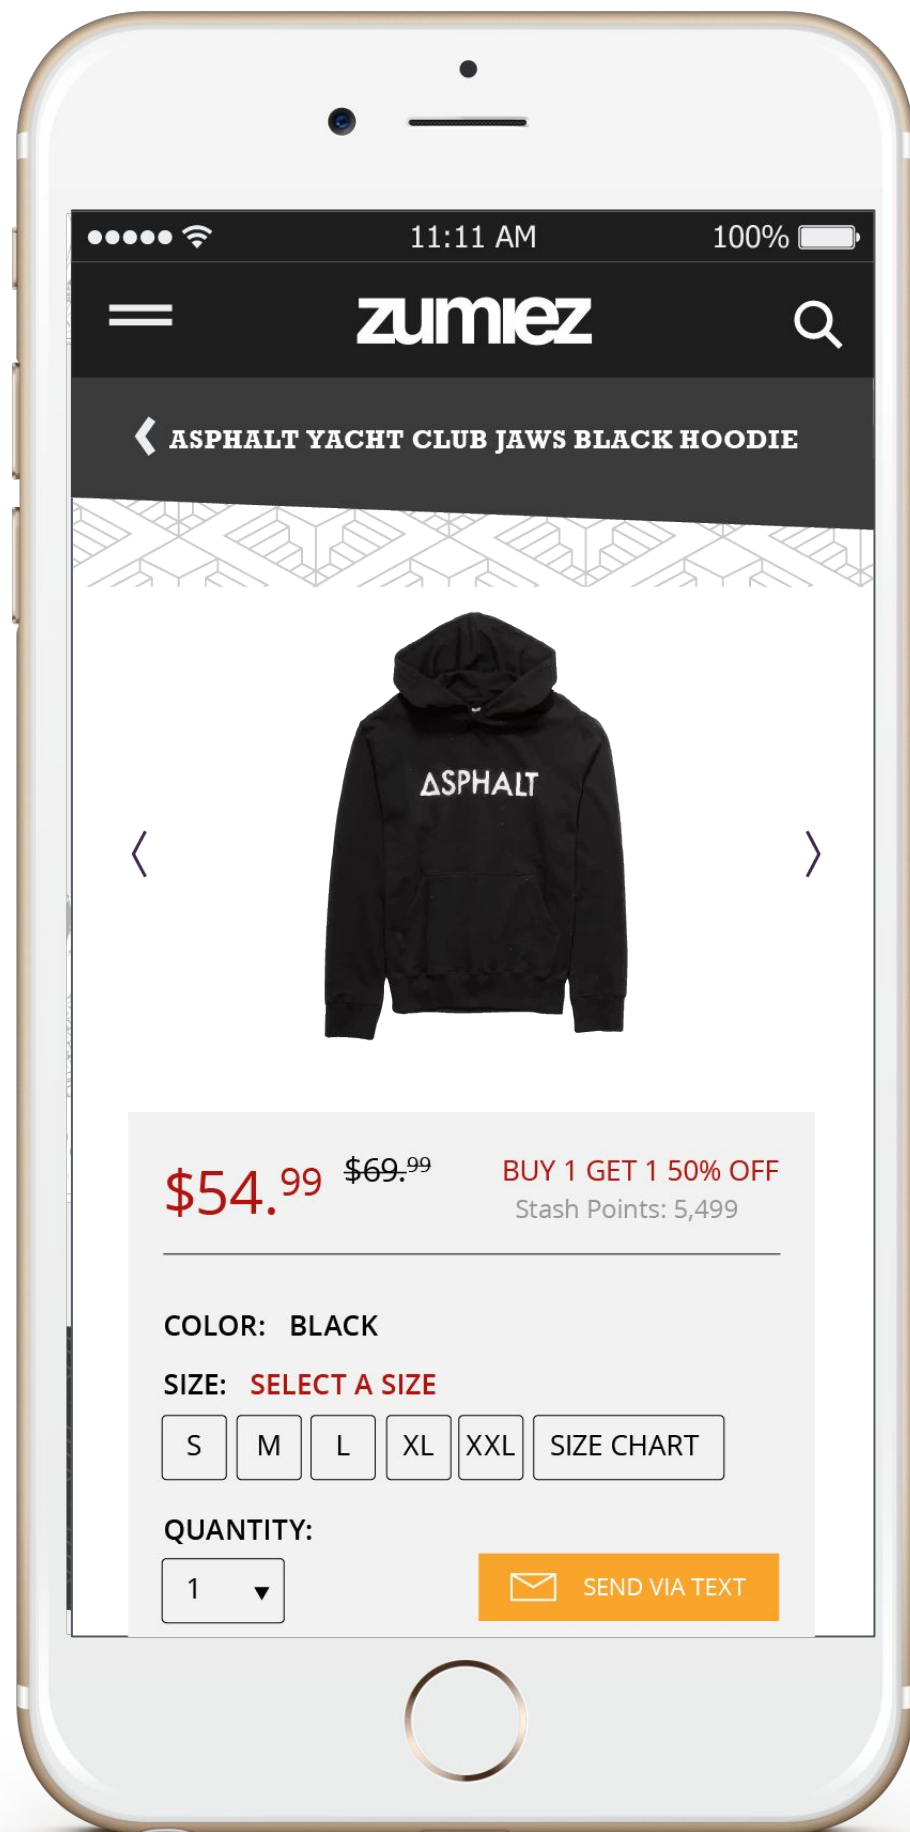 11:11 AM 100%
zumiez
ASPHALT YACHT CLUB JAWS BLACK HOODIE
ASPHALT
$54.99 $69.99 BUY 1 GET 1 50% OFF
Stash Points: 5,499
COLOR: BLACK
SIZE: SELECT A SIZE
S M L XL XXL SIZE CHART
QUANTITY:
1 SEND VIA TEXT